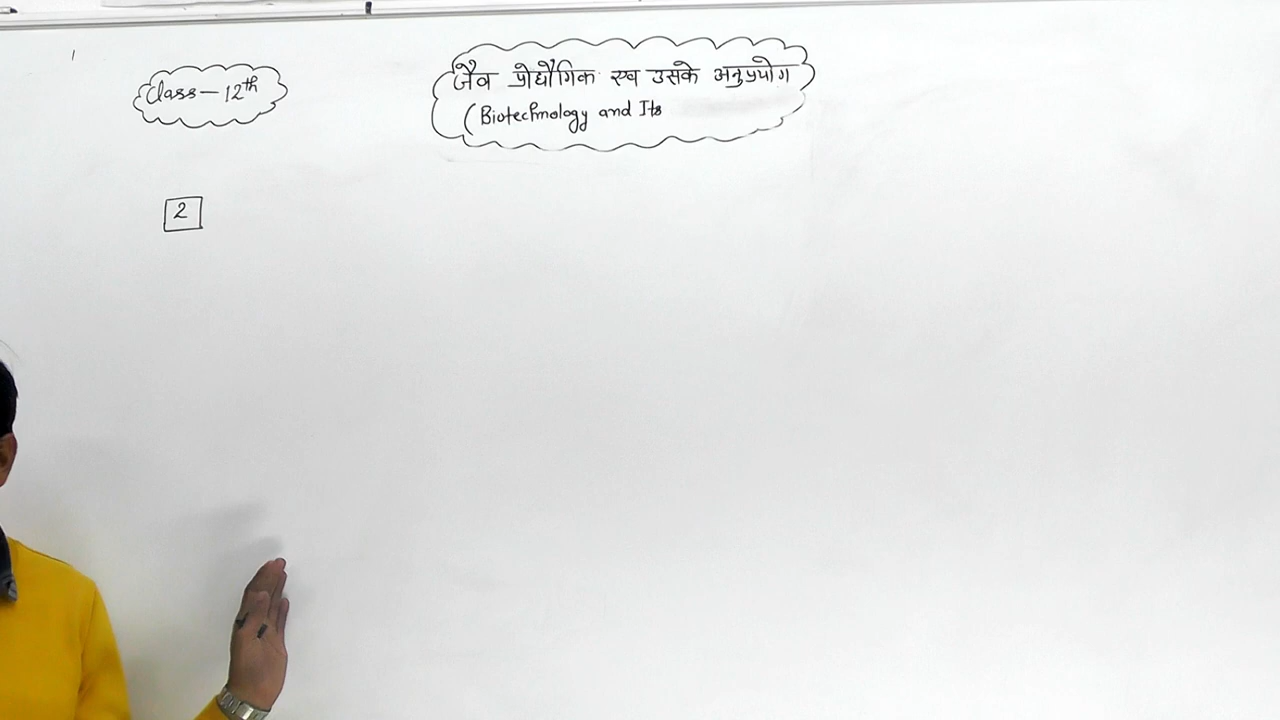 Class - 12th
जैव प्रोद्यौगिक एव उसके अनुप्रयोग
(Biotechnology and Its
2